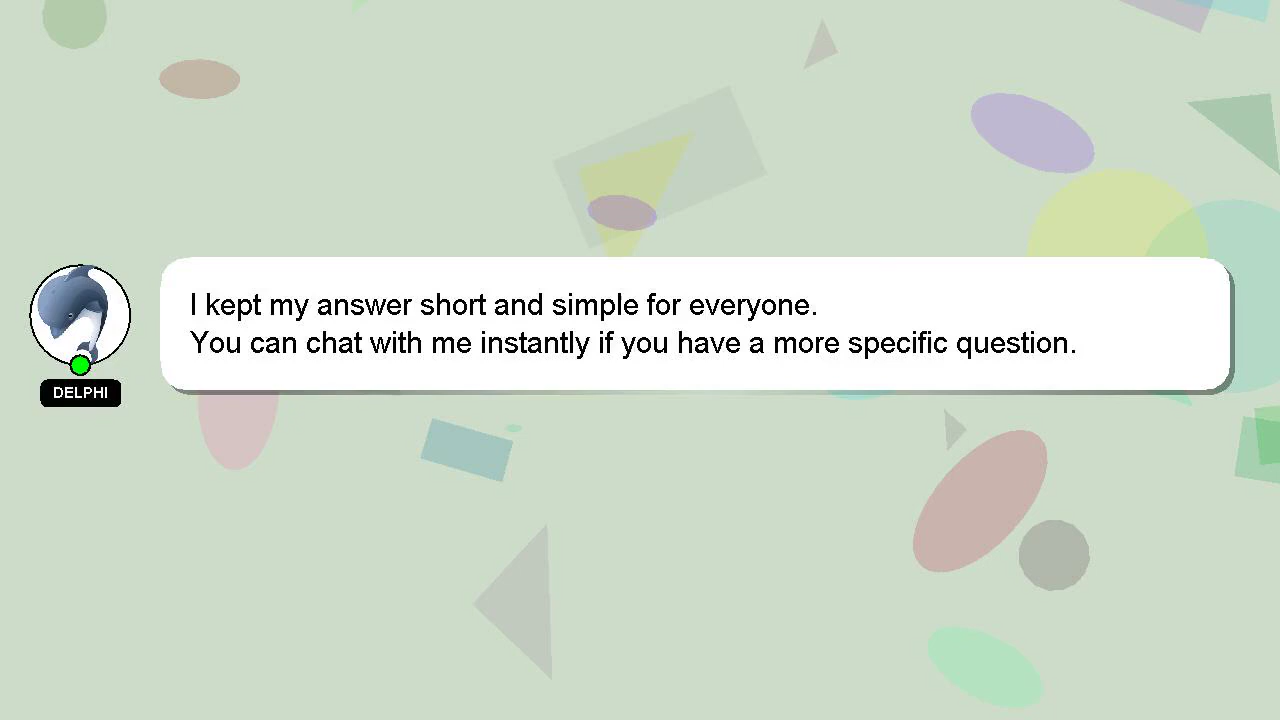 I kept my answer short and simple for everyone.
You can chat with me instantly if you have a more specific question.
DELPHI